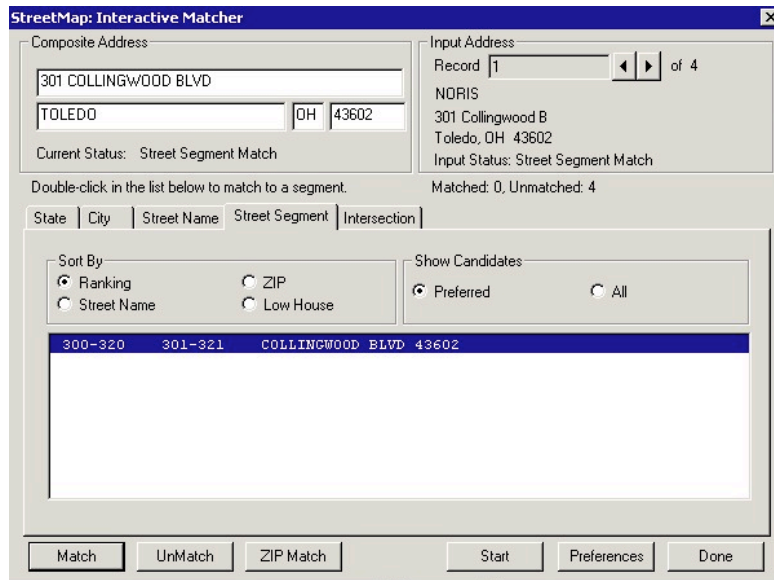 StreetMap: Interactive Matcher
Composite Address
301 COLLINGWOOD BLVD
TOLEDO OH 43602
Current Status: Street Segment Match
Input Address
Record 1 of 4
NORIS
301 Collingwood B
Toledo, OH 43602
Input Status: Street Segment Match
Double-click in the list below to match to a segment.
Matched: 0, Unmatched: 4
State City Street Name Street Segment Intersection
Sort By
Ranking ZIP
Street Name Low House
Show Candidates
Preferred All
300-320 301-321 COLLINGWOOD BLVD 43602
Match UnMatch ZIP Match Start Preferences Done